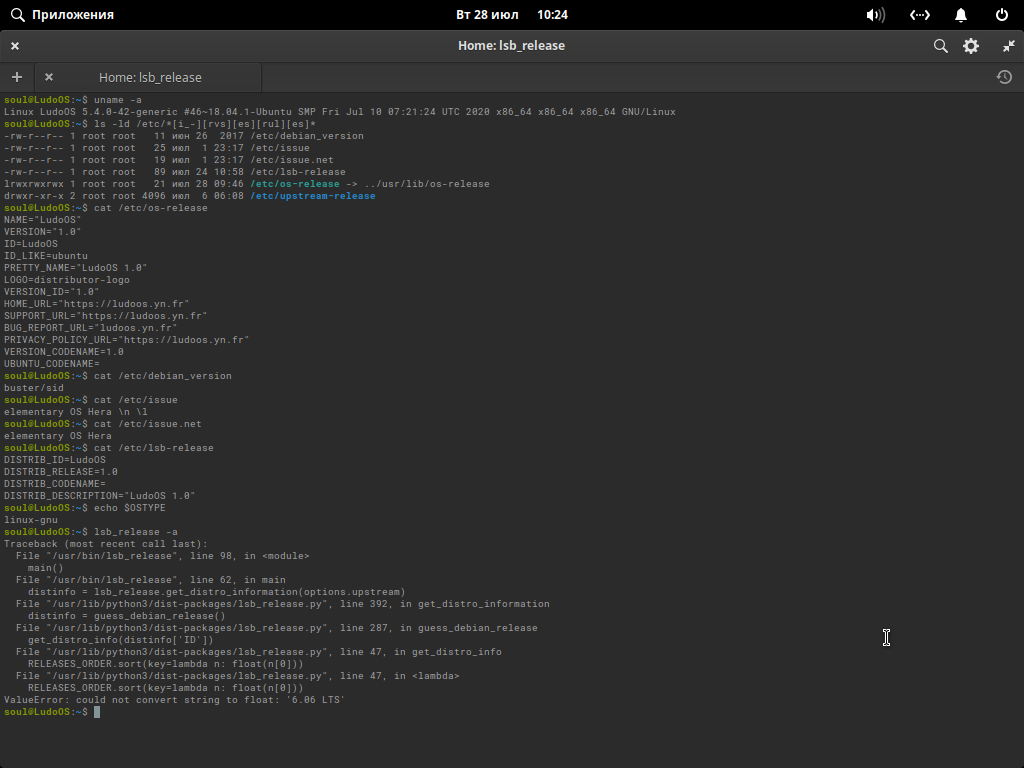 Приложения
Вт 28 июл 10:24
Home: lsb_release
Home: lsb_release
soul@LudoOS:~$ uname -a
Linux LudoOS 5.4.0-42-generic #46~18.04.1-Ubuntu SMP Fri Jul 10 07:21:24 UTC 2020 x86_64 x86_64 x86_64 GNU/Linux
soul@LudoOS:~$ ls -ld /etc/*[i_-][rvs][es][rul][es]*
-rw-r--r-- 1 root root   11 июн 26  2017 /etc/debian_version
-rw-r--r-- 1 root root   25 июл  1 23:17 /etc/issue
-rw-r--r-- 1 root root   19 июл  1 23:17 /etc/issue.net
-rw-r--r-- 1 root root   89 июл 24 10:58 /etc/lsb-release
lrwxrwxrwx 1 root root   21 июл 28 09:46 /etc/os-release -> ../usr/lib/os-release
drwxr-xr-x 2 root root 4096 июл  6 06:08 /etc/upstream-release
soul@LudoOS:~$ cat /etc/os-release
NAME="LudoOS"
VERSION="1.0"
ID=LudoOS
ID_LIKE=ubuntu
PRETTY_NAME="LudoOS 1.0"
LOGO=distributor-logo
VERSION_ID="1.0"
HOME_URL="https://ludoos.yn.fr"
SUPPORT_URL="https://ludoos.yn.fr"
BUG_REPORT_URL="ludoos.yn.fr"
PRIVACY_POLICY_URL="https://ludoos.yn.fr"
VERSION_CODENAME=1.0
UBUNTU_CODENAME=
soul@LudoOS:~$ cat /etc/debian_version
buster/sid
soul@LudoOS:~$ cat /etc/issue
elementary OS Hera \n \l
soul@LudoOS:~$ cat /etc/issue.net
elementary OS Hera
soul@LudoOS:~$ cat /etc/lsb-release
DISTRIB_ID=LudoOS
DISTRIB_RELEASE=1.0
DISTRIB_CODENAME=
DISTRIB_DESCRIPTION="LudoOS 1.0"
soul@LudoOS:~$ echo $OSTYPE
linux-gnu
soul@LudoOS:~$ lsb_release -a
Traceback (most recent call last):
  File "/usr/bin/lsb_release", line 98, in <module>
    main()
  File "/usr/bin/lsb_release", line 62, in main
    distinfo = lsb_release.get_distro_information(options.upstream)
  File "/usr/lib/python3/dist-packages/lsb_release.py", line 392, in get_distro_information
    distinfo = guess_debian_release()
  File "/usr/lib/python3/dist-packages/lsb_release.py", line 287, in guess_debian_release
    get_distro_info(distinfo['ID'])
  File "/usr/lib/python3/dist-packages/lsb_release.py", line 47, in get_distro_info
    RELEASES_ORDER.sort(key=lambda n: float(n[0]))
  File "/usr/lib/python3/dist-packages/lsb_release.py", line 47, in <lambda>
    RELEASES_ORDER.sort(key=lambda n: float(n[0]))
ValueError: could not convert string to float: '6.06 LTS'
soul@LudoOS:~$